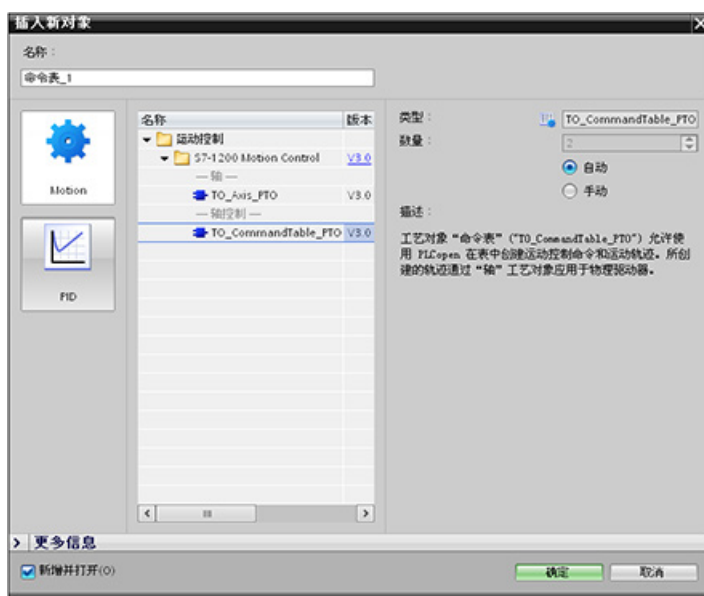 插入新对象
名称：
命令表_1
Motion
PID
名称 版本
运动控制
S7-1200 Motion Control V3.0
— 轴 —
TO_Axis_PTO V3.0
— 轴控制 —
TO_CommandTable_PTO V3.0
类型： TO_CommandTable_PTO
数量： 2
自动
手动
描述：
工艺对象“命令表”（"TO_CommandTable_PTO"）允许使
用 PLCopen 在表中创建运动控制命令和运动轨迹。所创
建的轨迹通过“轴”工艺对象应用于物理驱动器。
更多信息
新增并打开(O)
确定 取消